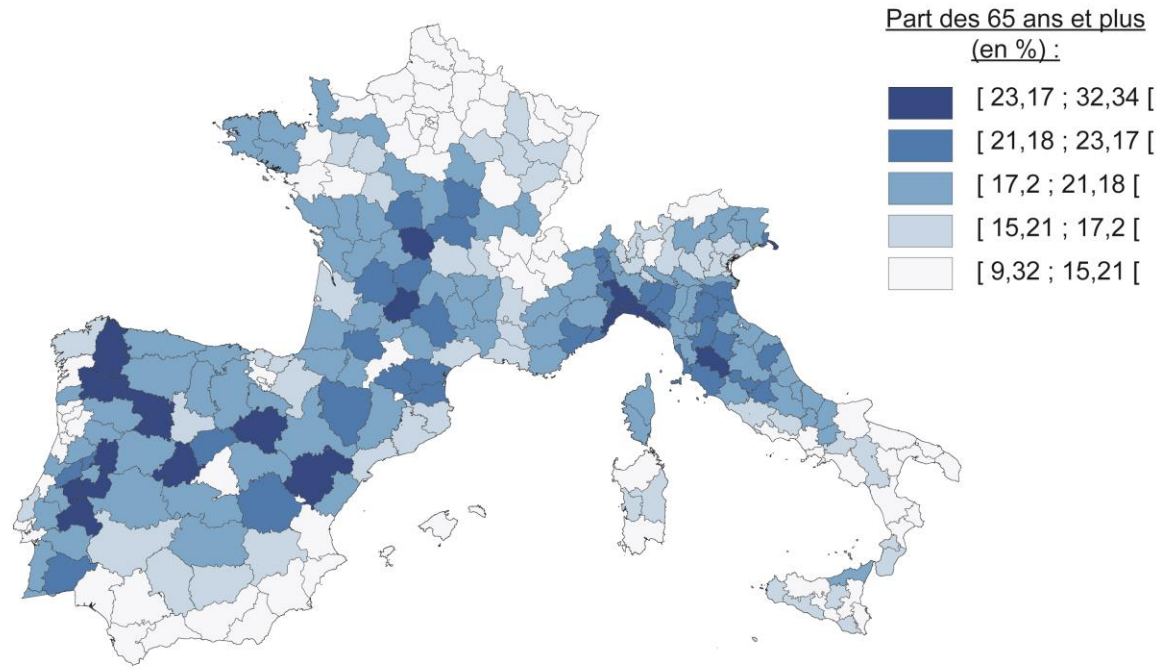 Part des 65 ans et plus
(en %) :
[ 23,17 ; 32,34 [
[ 21,18 ; 23,17 [
[ 17,2 ; 21,18 [
[ 15,21 ; 17,2 [
[ 9,32 ; 15,21 [